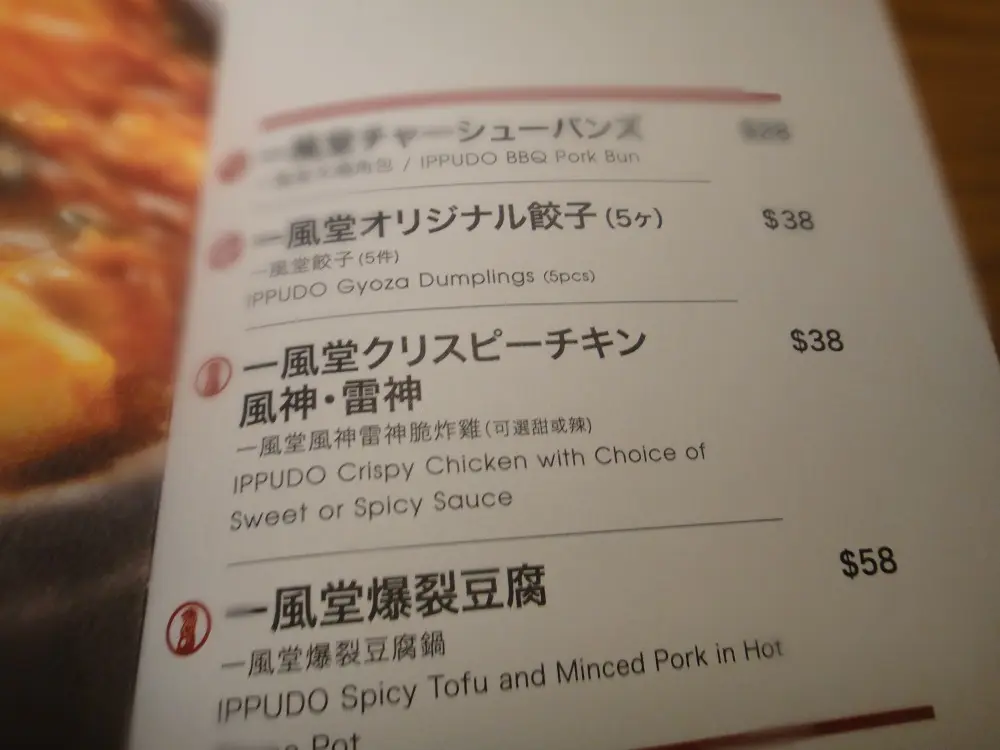 一風堂チャーシューバンズ
角包 / IPPUDO BBQ Pork Bun
一風堂オリジナル餃子(5ヶ) $38
一風堂餃子(5件)
IPPUDO Gyoza Dumplings (5pcs)
一風堂クリスピーチキン $38
風神・雷神
一風堂風神雷神脆炸雞(可選甜或辣)
IPPUDO Crispy Chicken with Choice of
Sweet or Spicy Sauce
一風堂爆裂豆腐 $58
一風堂爆裂豆腐鍋
IPPUDO Spicy Tofu and Minced Pork in Hot
Pot